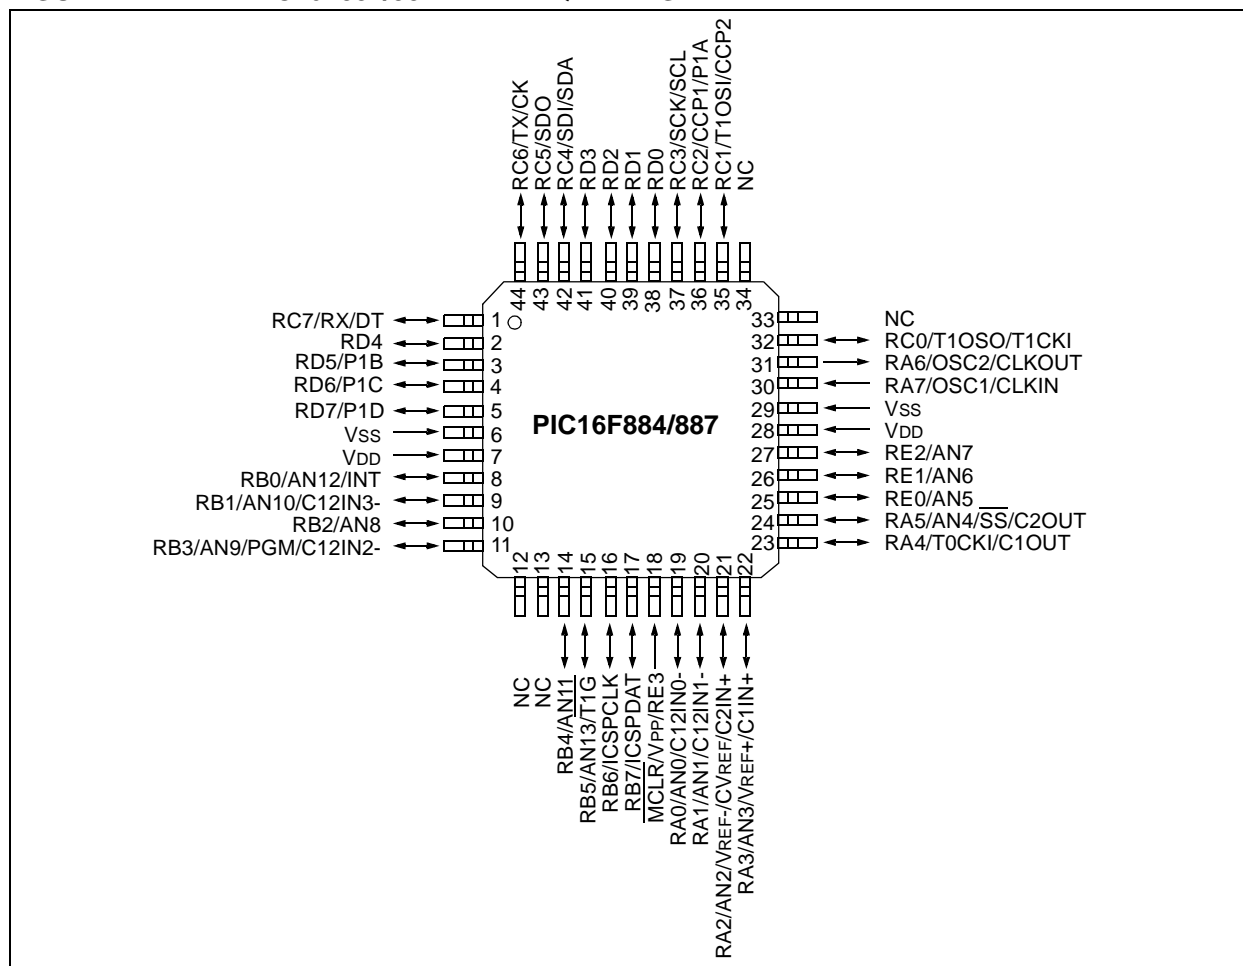 RC6/TX/CK
RC5/SDO
RC4/SDI/SDA
RD3
RD2
RD1
RD0
RC3/SCK/SCL
RC2/CCP1/P1A
RC1/T1OSI/CCP2
NC
44
43
42
41
40
39
38
37
36
35
34
RC7/RX/DT 1
RD4 2
RD5/P1B 3
RD6/P1C 4
RD7/P1D 5
VSS 6
VDD 7
RB0/AN12/INT 8
RB1/AN10/C12IN3- 9
RB2/AN8 10
RB3/AN9/PGM/C12IN2- 11
PIC16F884/887
33 NC
32 RC0/T1OSO/T1CKI
31 RA6/OSC2/CLKOUT
30 RA7/OSC1/CLKIN
29 VSS
28 VDD
27 RE2/AN7
26 RE1/AN6
25 RE0/AN5
24 RA5/AN4/SS/C2OUT
23 RA4/T0CKI/C1OUT
12
13
14
15
16
17
18
19
20
21
22
NC
NC
RB4/AN11
RB5/AN13/T1G
RB6/ICSPCLK
RB7/ICSPDAT
MCLR/VPP/RE3
RA0/AN0/C12IN0-
RA1/AN1/C12IN1-
RA2/AN2/VREF-/CVREF/C2IN+
RA3/AN3/VREF+/C1IN+